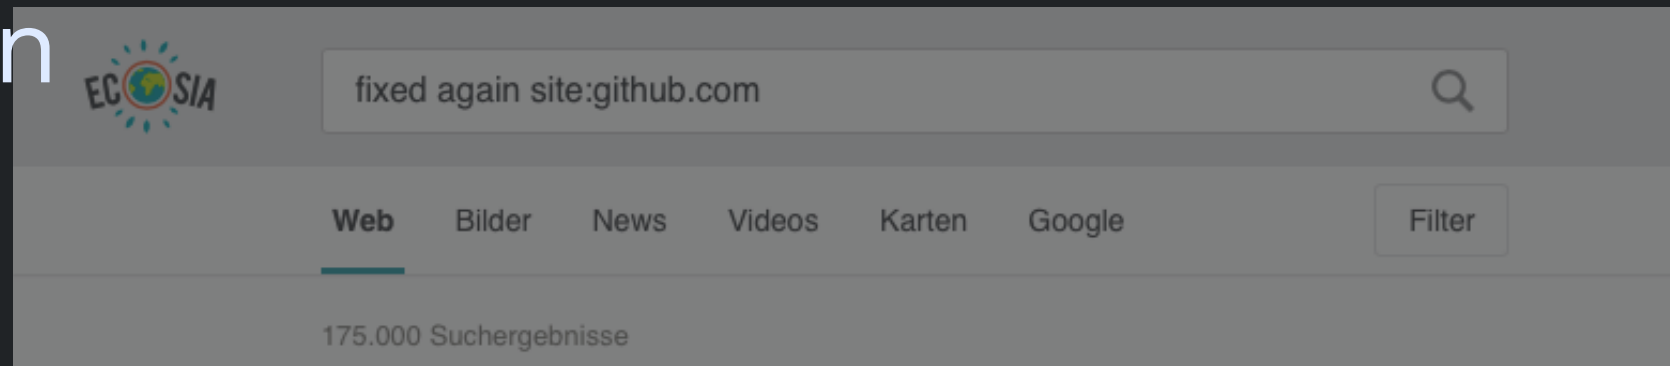 n
ECOSIA
fixed again site:github.com
Web Bilder News Videos Karten Google Filter
175.000 Suchergebnisse